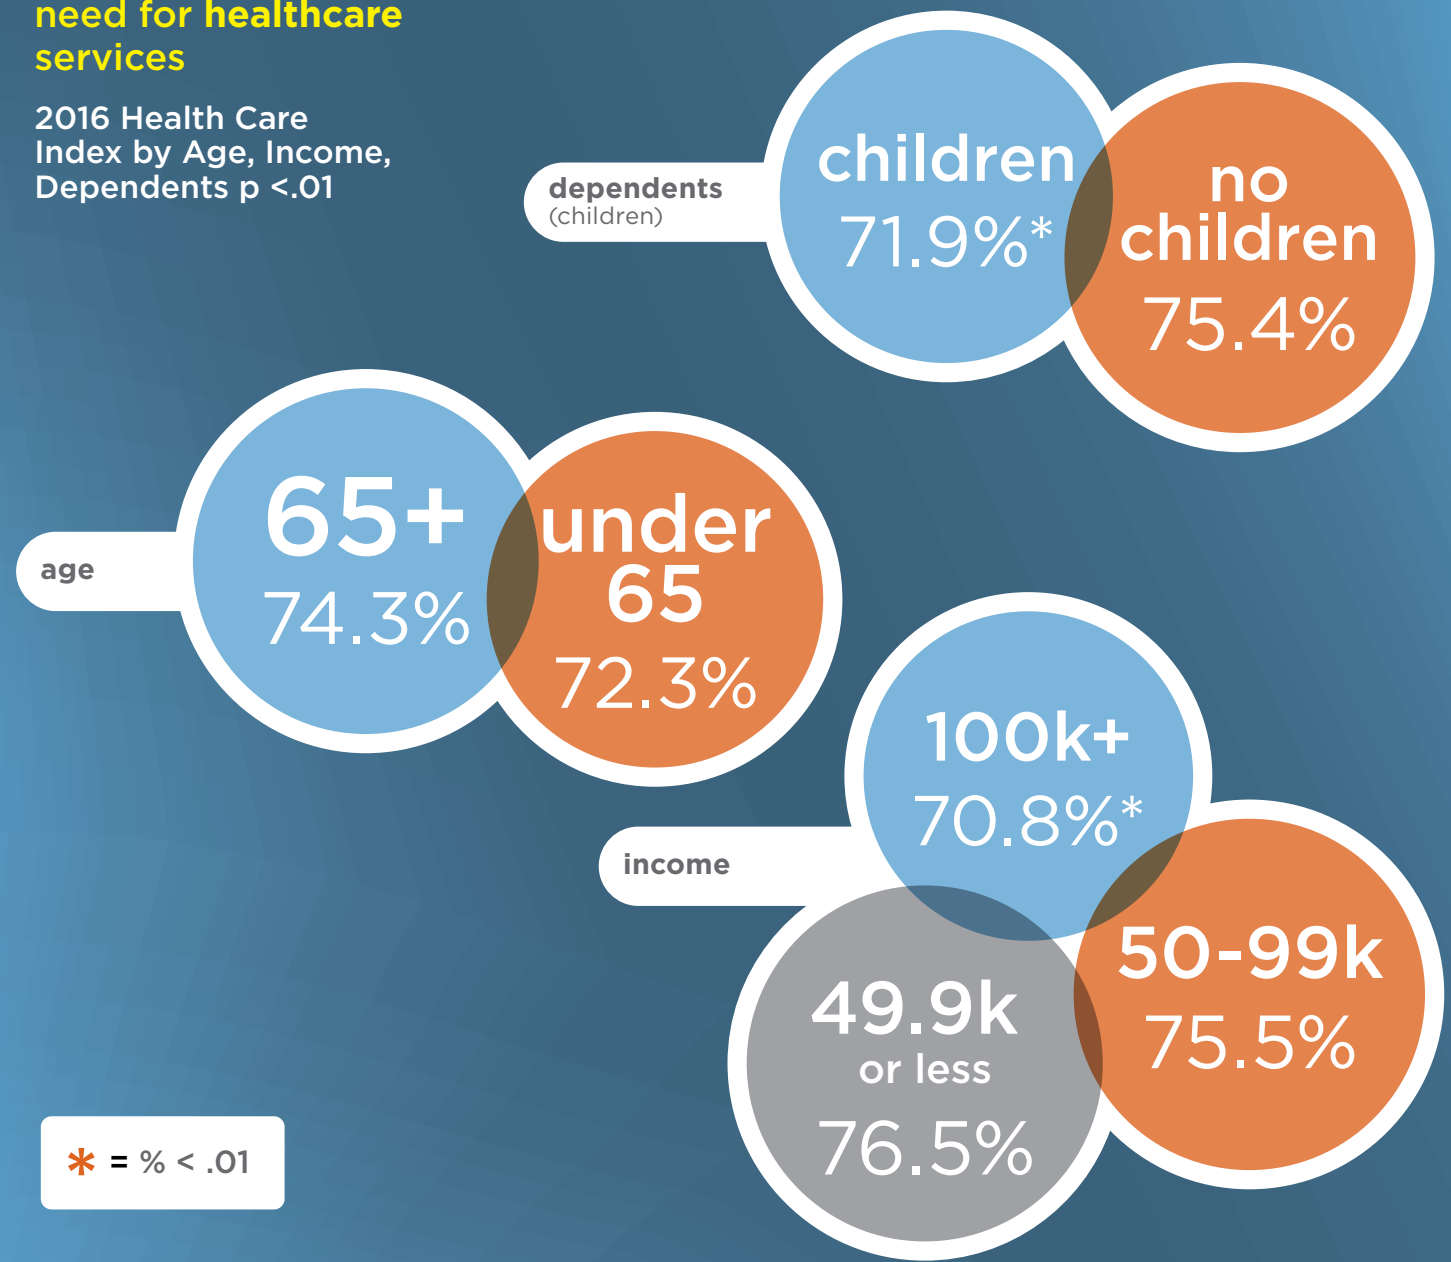 need for healthcare
services
2016 Health Care
Index by Age, Income,
Dependents p <.01
dependents
(children)
children
71.9%*
no
children
75.4%
age
65+
74.3%
under
65
72.3%
income
100k+
70.8%*
50-99k
75.5%
49.9k
or less
76.5%
* = % < .01